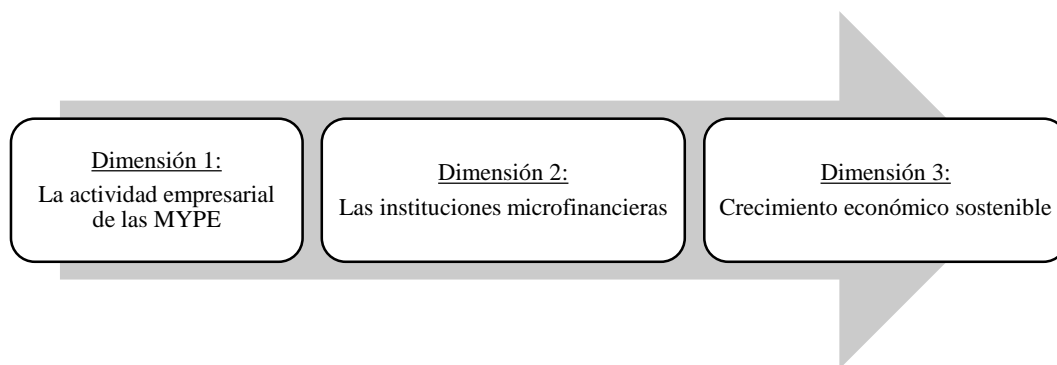 Dimensión 1:
La actividad empresarial
de las MYPE
Dimensión 2:
Las instituciones microfinancieras
Dimensión 3:
Crecimiento económico sostenible